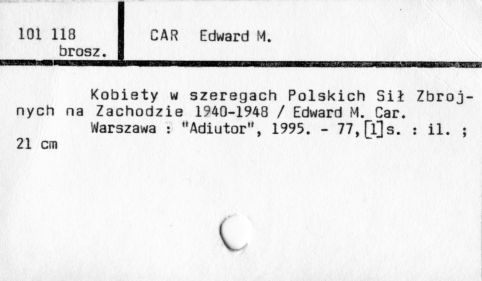 101 118 CAR Edward M.
brosz.
Kobiety w szeregach Polskich Sił Zbroj-
nych na Zachodzie 1940-1948 / Edward M. Car.
Warszawa : "Adiutor", 1995. - 77,[1]s. : il. ;
21 cm